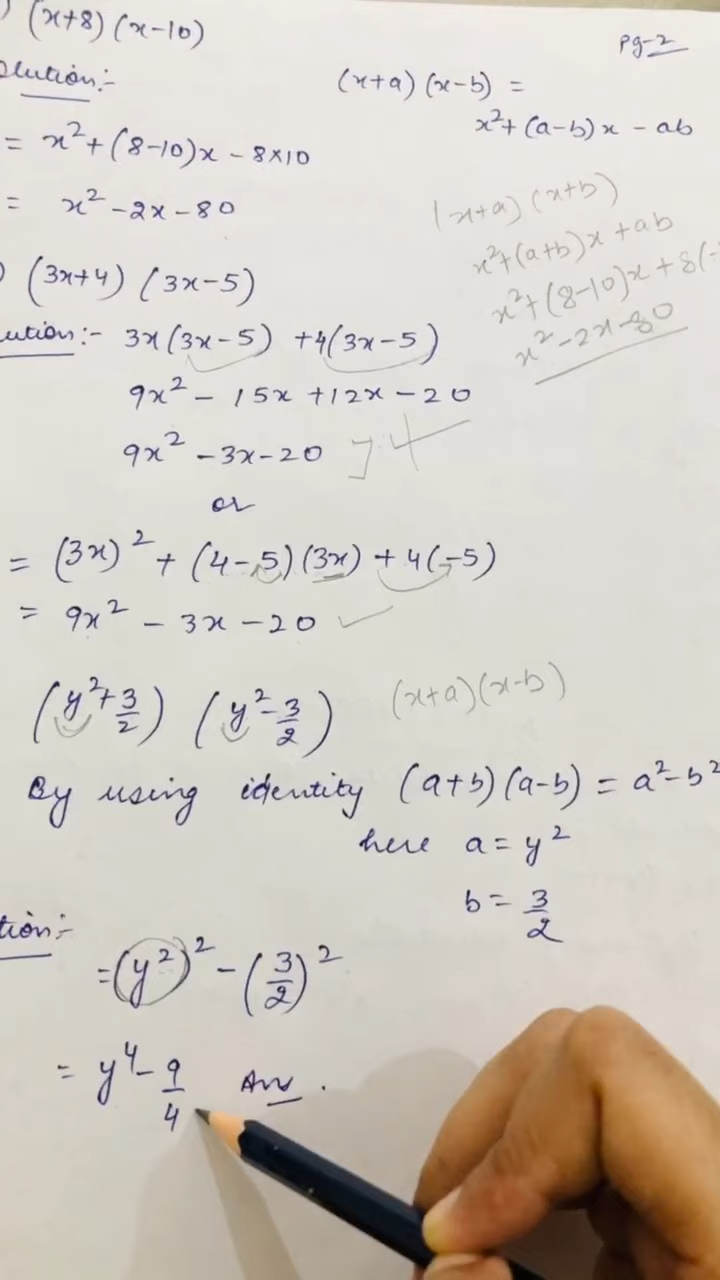 ) (x+8) (x-10)
Pg-2
olution:-
(x+a) (x-b) =
x²+(a-b)x - ab
= x²+(8-10)x - 8×10
= x² -2x-80
(x+a) (x+b)
x²+(a+b)x +ab
x²+(8-10)x + 8(-
x²-2x-80
) (3x+4) (3x-5)
ution:- 3x(3x-5) +4(3x-5)
9x² - 15x +12x -20
9x² -3x-20
or
= (3x)² + (4-5)(3x) + 4(-5)
= 9x² - 3x -20 ✓
(y²+3/2) (y²-3/2) (x+a)(x-b)
By using identity (a+b)(a-b) = a²-b²
here a = y²
b = 3/2
tion:-
=(y²)² - (3/2)²
= y⁴ - 9/4 Ans.